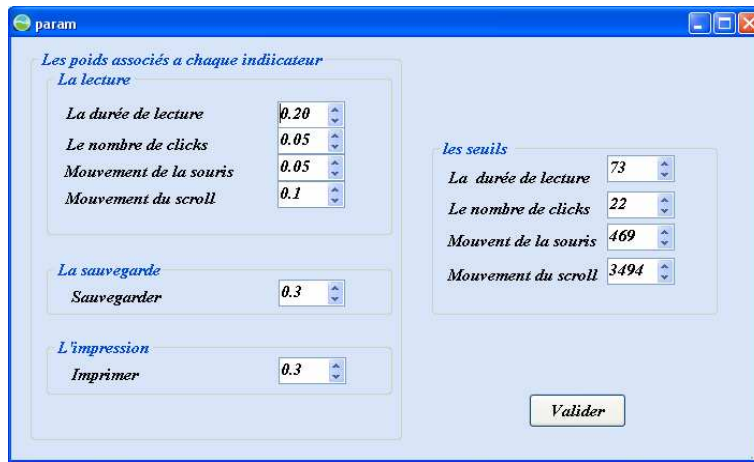 param
Les poids associés a chaque indiicateur
La lecture
La durée de lecture 0.20
Le nombre de clicks 0.05
Mouvement de la souris 0.05
Mouvement du scroll 0.1
La sauvegarde
Sauvegarder 0.3
L'impression
Imprimer 0.3
les seuils
La durée de lecture 73
Le nombre de clicks 22
Mouvent de la souris 469
Mouvement du scroll 3494
Valider